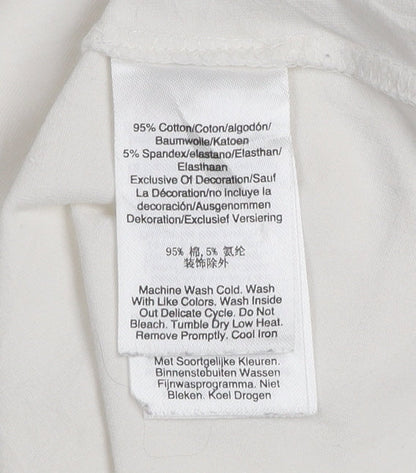 95% Cotton/Coton/algodón/
Baumwolle/Katoen
5% Spandex/elastano/Elasthan/
Elasthaan
Exclusive Of Decoration/Sauf
La Décoration/no incluye la
decoración/Ausgenommen
Dekoration/Exclusief Versiering
95% 棉,5% 氨纶
装饰除外
Machine Wash Cold. Wash
With Like Colors. Wash Inside
Out Delicate Cycle. Do Not
Bleach. Tumble Dry Low Heat.
Remove Promptly. Cool Iron
Met Soortgelijke Kleuren.
Binnenstebuiten Wassen
Fijnwasprogramma. Niet
Bleken. Koel Drogen